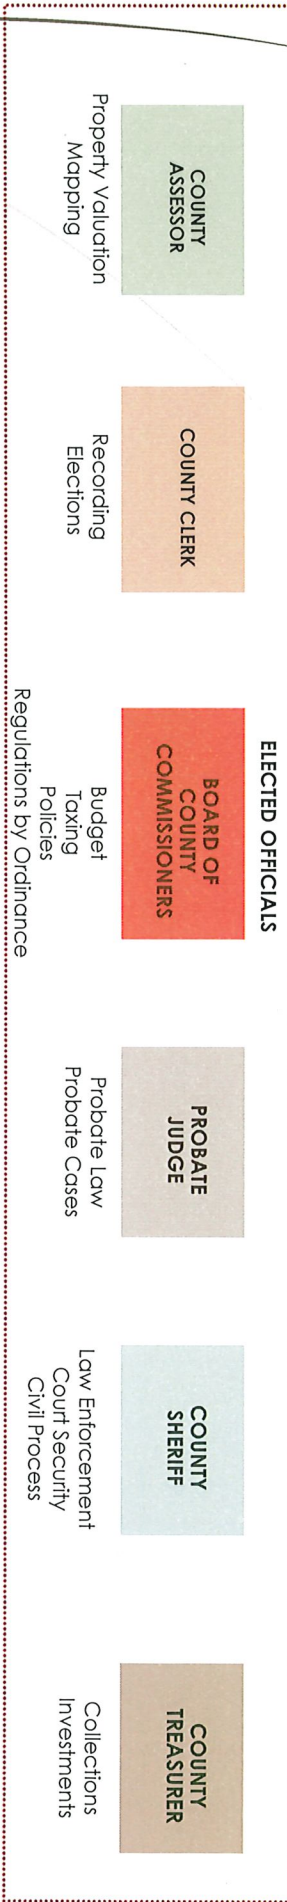 ELECTED OFFICIALS
COUNTY
ASSESSOR
Property Valuation
Mapping
COUNTY CLERK
Recording
Elections
BOARD OF
COUNTY
COMMISSIONERS
Budget
Taxing
Policies
Regulations by Ordinance
PROBATE
JUDGE
Probate Law
Probate Cases
COUNTY
SHERIFF
Law Enforcement
Court Security
Civil Process
COUNTY
TREASURER
Collections
Investments